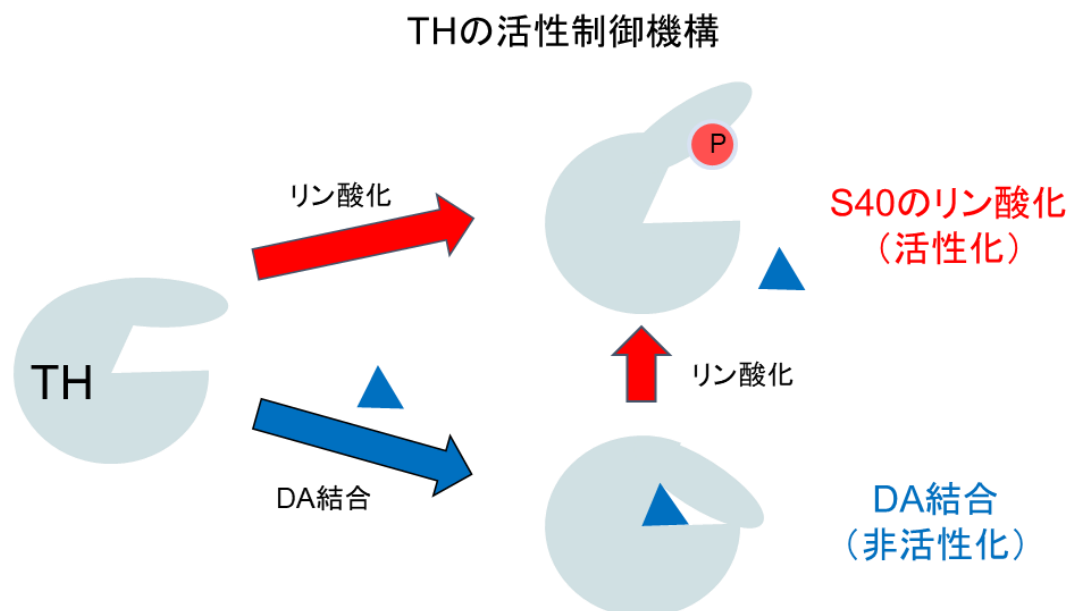 THの活性制御機構
P
リン酸化
S40のリン酸化
（活性化）
TH
リン酸化
DA結合
DA結合
（非活性化）